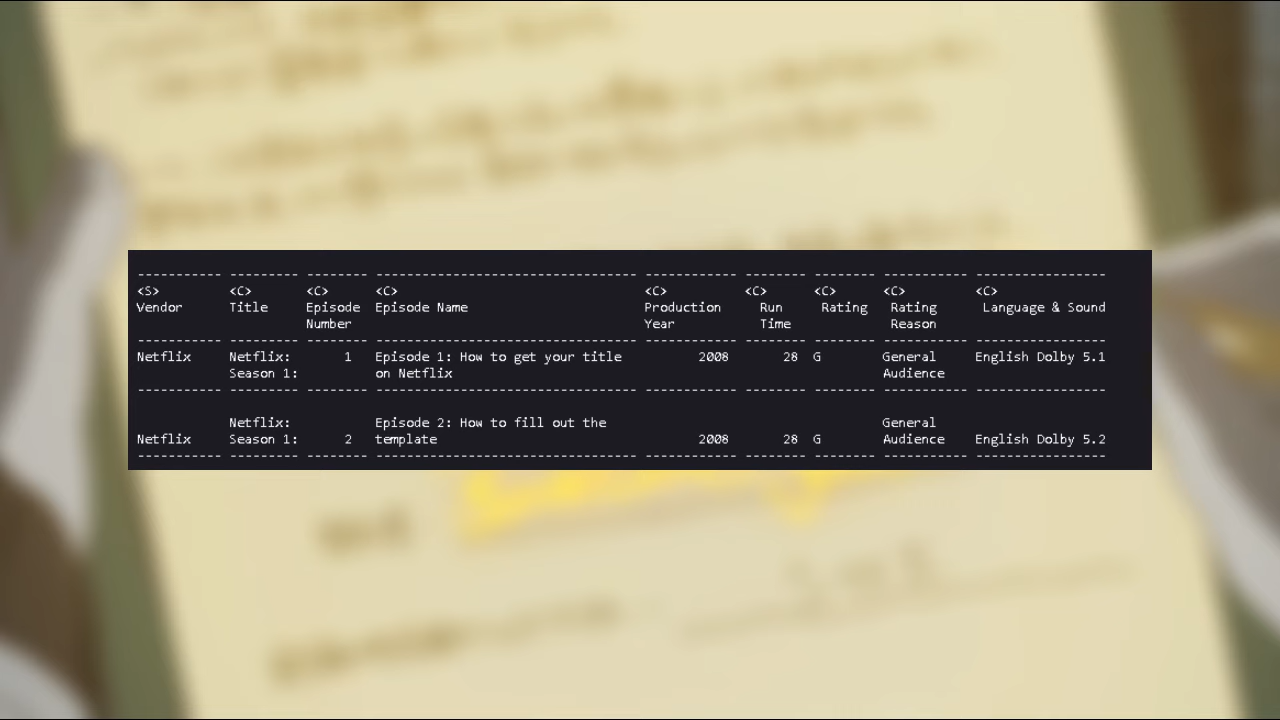 ----------- --------- -------- ---------------------------------- ------------ -------- -------- ----------- -----------------
<S> <C> <C> <C> <C> <C> <C> <C> <C>
Vendor Title Episode Episode Name Production Run Rating Rating Language & Sound
Number Year Time Reason
----------- --------- -------- ---------------------------------- ------------ -------- -------- ----------- -----------------
Netflix Netflix: 1 Episode 1: How to get your title 2008 28 G General English Dolby 5.1
Season 1: on Netflix Audience
----------- --------- -------- ---------------------------------- ------------ -------- -------- ----------- -----------------
Netflix: Episode 2: How to fill out the General
Netflix Season 1: 2 template 2008 28 G Audience English Dolby 5.2
----------- --------- -------- ---------------------------------- ------------ -------- -------- ----------- -----------------